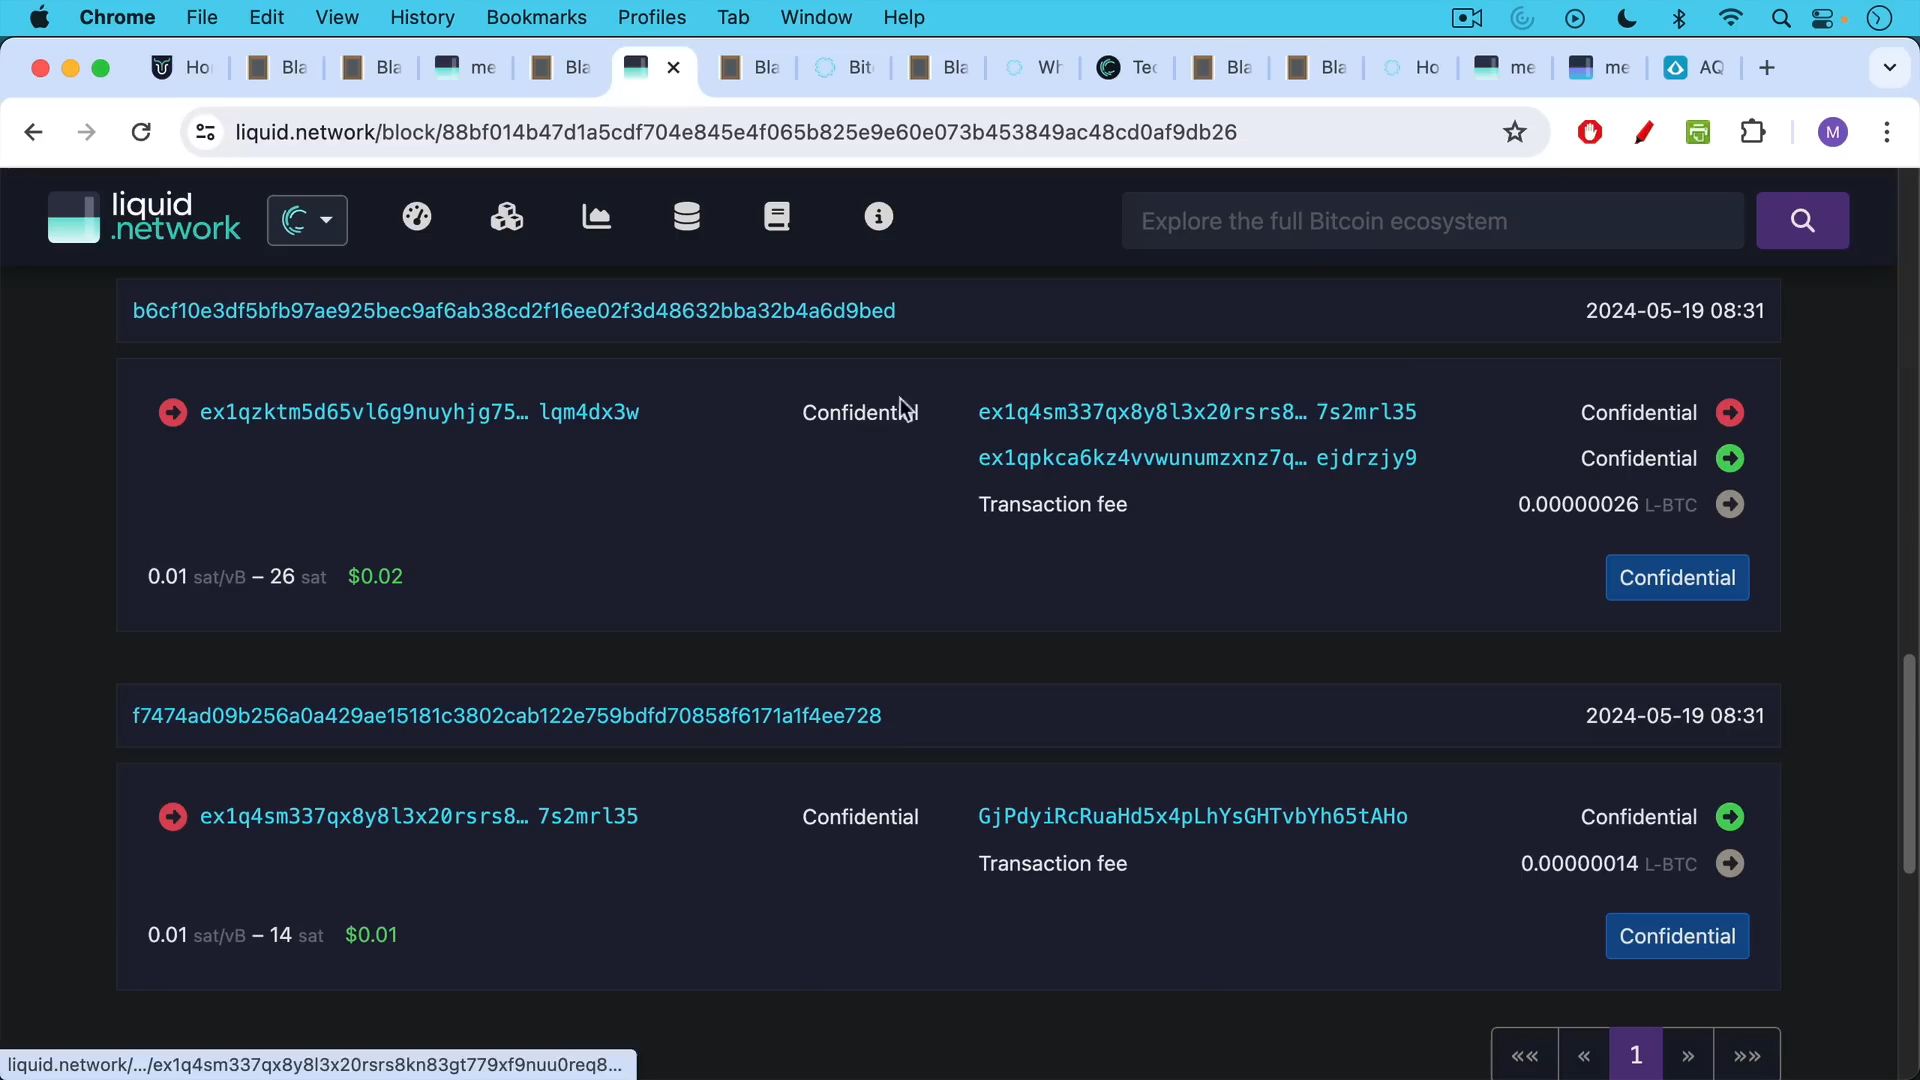 Chrome File Edit View History Bookmarks Profiles Tab Window Help
Ho Bla Bla me Bla Bla Bit Bla Wh Tec Bla Bla Ho me me AQ
liquid.network/block/88bf014b47d1a5cdf704e845e4f065b825e9e60e073b453849ac48cd0af9db26
M
liquid
.network
Explore the full Bitcoin ecosystem
b6cf10e3df5bfb97ae925bec9af6ab38cd2f16ee02f3d48632bba32b4a6d9bed 2024-05-19 08:31
ex1qzktm5d65vl6g9nuyhjg75… lqm4dx3w Confidential ex1q4sm337qx8y8l3x20rsrs8… 7s2mrl35 Confidential
ex1qpkca6kz4vvwunumzxnz7q… ejdrzjy9 Confidential
Transaction fee 0.00000026 L-BTC
0.01 sat/vB – 26 sat $0.02 Confidential
f7474ad09b256a0a429ae15181c3802cab122e759bdfd70858f6171a1f4ee728 2024-05-19 08:31
ex1q4sm337qx8y8l3x20rsrs8… 7s2mrl35 Confidential GjPdyiRcRuaHd5x4pLhYsGHTvbYh65tAHo Confidential
Transaction fee 0.00000014 L-BTC
0.01 sat/vB – 14 sat $0.01 Confidential
«« « 1 » »»
liquid.network/.../ex1q4sm337qx8y8l3x20rsrs8kn83gt779xf9nuu0req8...